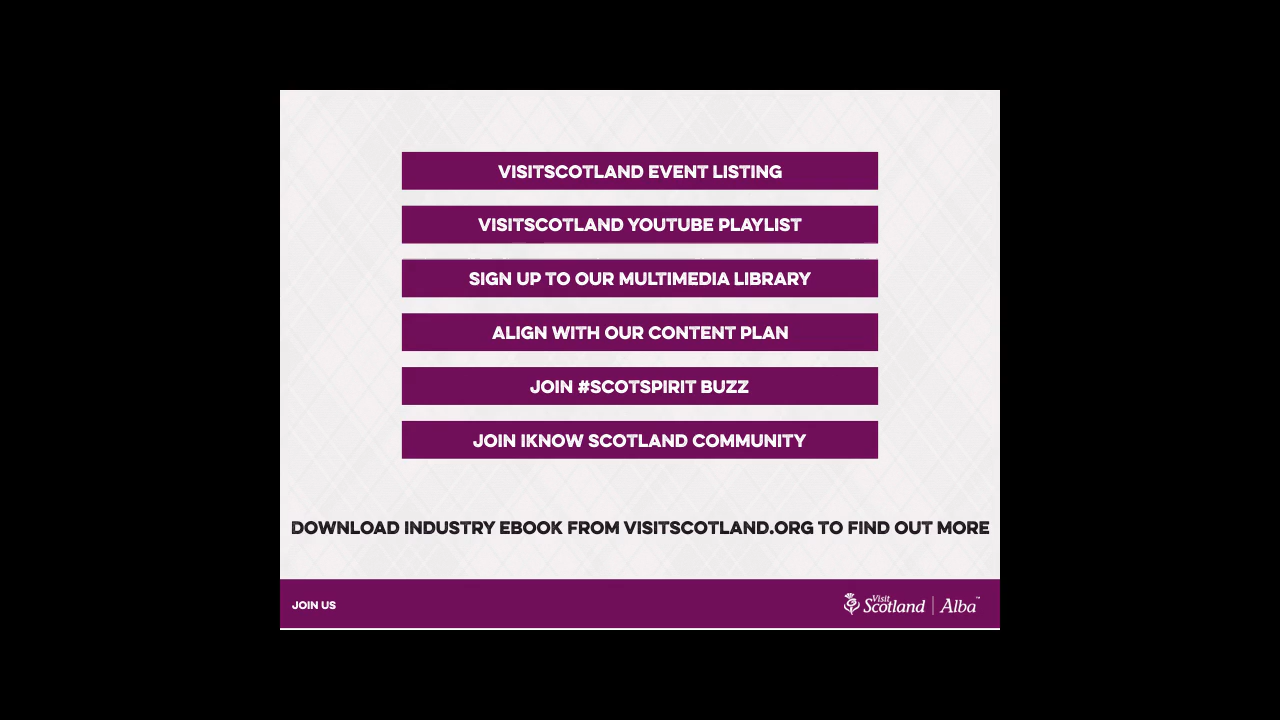 VISITSCOTLAND EVENT LISTING
VISITSCOTLAND YOUTUBE PLAYLIST
SIGN UP TO OUR MULTIMEDIA LIBRARY
ALIGN WITH OUR CONTENT PLAN
JOIN #SCOTSPIRIT BUZZ
JOIN IKNOW SCOTLAND COMMUNITY
DOWNLOAD INDUSTRY EBOOK FROM VISITSCOTLAND.ORG TO FIND OUT MORE
JOIN US
Visit
Scotland | Alba™